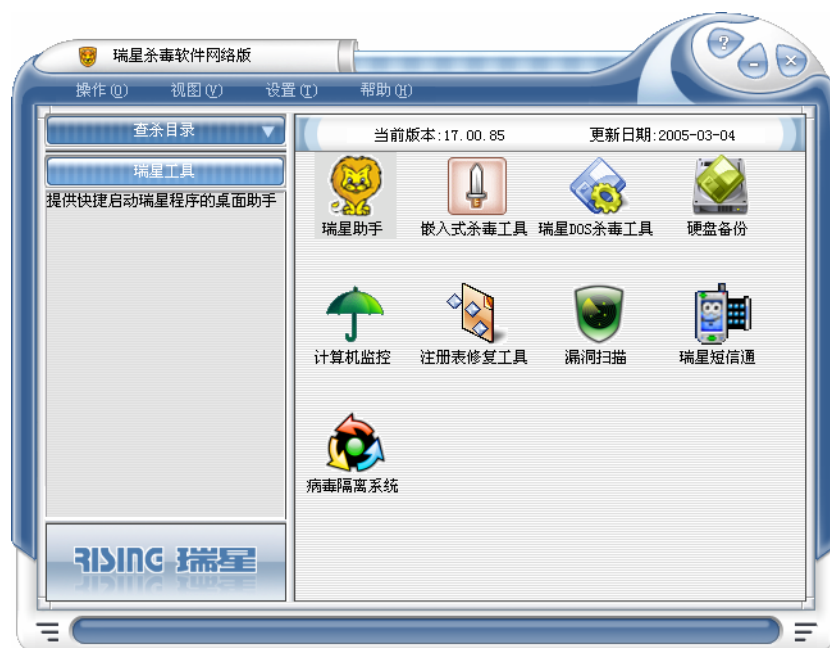 瑞星杀毒软件网络版
操作(O) 视图(V) 设置(T) 帮助(H)
查杀目录
当前版本:17.00.85 更新日期:2005-03-04
瑞星工具
提供快捷启动瑞星程序的桌面助手
瑞星助手 嵌入式杀毒工具 瑞星DOS杀毒工具 硬盘备份
计算机监控 注册表修复工具 漏洞扫描 瑞星短信通
病毒隔离系统
RISING 瑞星